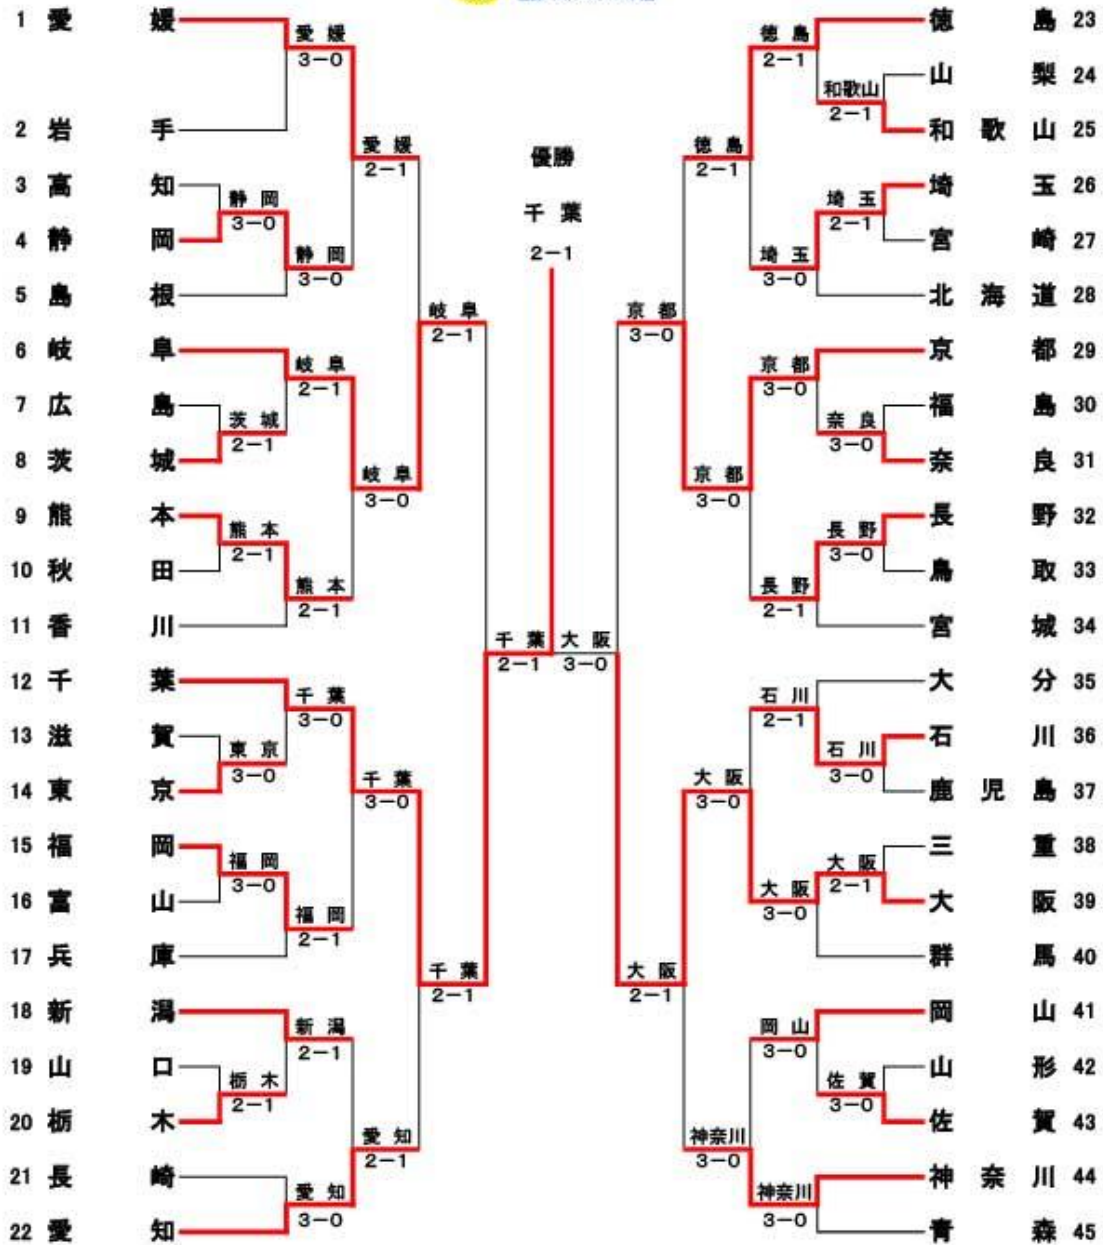 1 愛媛
2 岩手
3 高知
4 静岡
5 島根
6 岐阜
7 広島
8 茨城
9 熊本
10 秋田
11 香川
12 千葉
13 滋賀
14 東京
15 福岡
16 富山
17 兵庫
18 新潟
19 山口
20 栃木
21 長崎
22 愛知
静岡
3-0
茨城
2-1
熊本
2-1
東京
3-0
福岡
3-0
栃木
2-1
愛媛
3-0
静岡
3-0
岐阜
2-1
熊本
2-1
千葉
3-0
福岡
2-1
新潟
2-1
愛知
3-0
愛媛
2-1
岐阜
3-0
千葉
3-0
愛知
2-1
岐阜
2-1
千葉
2-1
千葉
2-1
優勝
千葉
2-1
大阪
3-0
京都
3-0
大阪
2-1
徳島
2-1
京都
3-0
大阪
3-0
神奈川
3-0
徳島
2-1
埼玉
3-0
京都
3-0
長野
2-1
石川
2-1
大阪
3-0
岡山
3-0
神奈川
3-0
和歌山
2-1
埼玉
2-1
奈良
3-0
長野
3-0
石川
3-0
大阪
2-1
佐賀
3-0
徳島 23
山梨 24
和歌山 25
埼玉 26
宮崎 27
北海道 28
京都 29
福島 30
奈良 31
長野 32
鳥取 33
宮城 34
大分 35
石川 36
鹿児島 37
三重 38
大阪 39
群馬 40
岡山 41
山形 42
佐賀 43
神奈川 44
青森 45